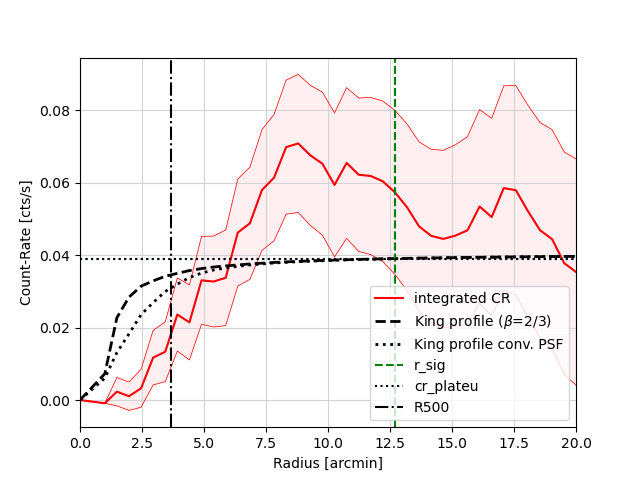 0.08
0.06
0.04
0.02
0.00
Count-Rate [cts/s]
integrated CR
King profile (β=2/3)
King profile conv. PSF
r_sig
cr_plateu
R500
0.0 2.5 5.0 7.5 10.0 12.5 15.0 17.5 20.0
Radius [arcmin]